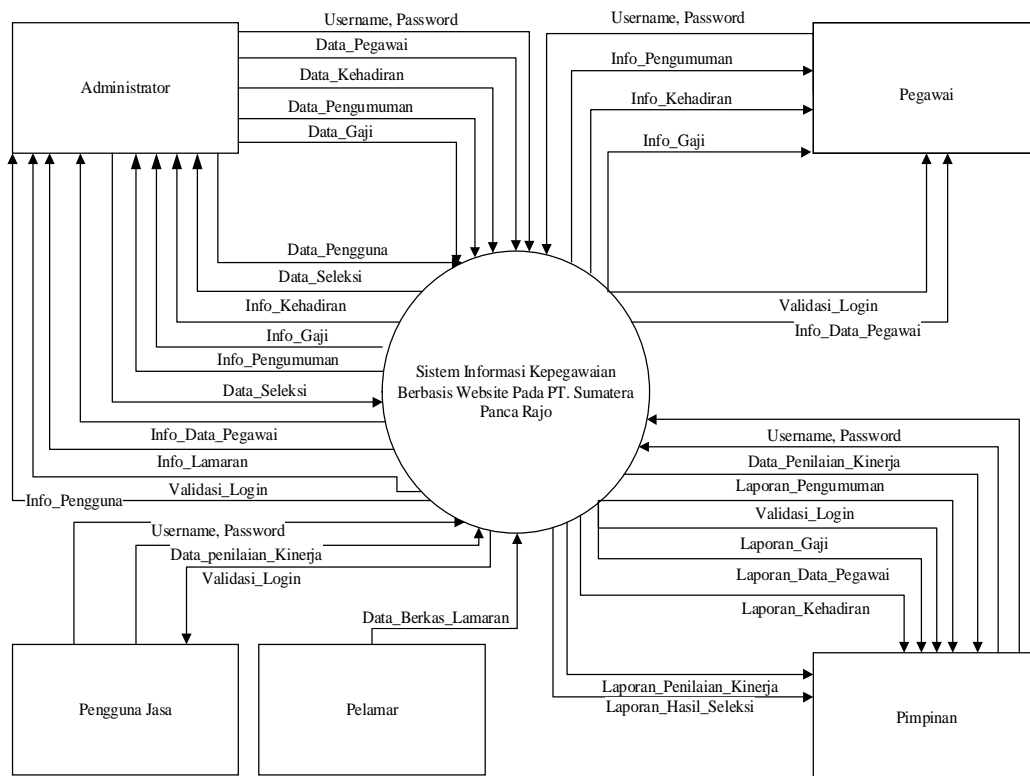 Username, Password
Data_Pegawai
Data_Kehadiran
Data_Pengumuman
Data_Gaji
Administrator
Data_Pengguna
Data_Seleksi
Info_Kehadiran
Info_Gaji
Info_Pengumuman
Data_Seleksi
Info_Data_Pegawai
Info_Lamaran
Validasi_Login
Info_Pengguna
Username, Password
Info_Pengumuman
Info_Kehadiran
Info_Gaji
Pegawai
Validasi_Login
Info_Data_Pegawai
Sistem Informasi Kepegawaian
Berbasis Website Pada PT. Sumatera
Panca Rajo
Username, Password
Data_penilaian_Kinerja
Validasi_Login
Data_Berkas_Lamaran
Pengguna Jasa
Pelamar
Username, Password
Data_Penilaian_Kinerja
Laporan_Pengumuman
Validasi_Login
Laporan_Gaji
Laporan_Data_Pegawai
Laporan_Kehadiran
Laporan_Penilaian_Kinerja
Laporan_Hasil_Seleksi
Pimpinan